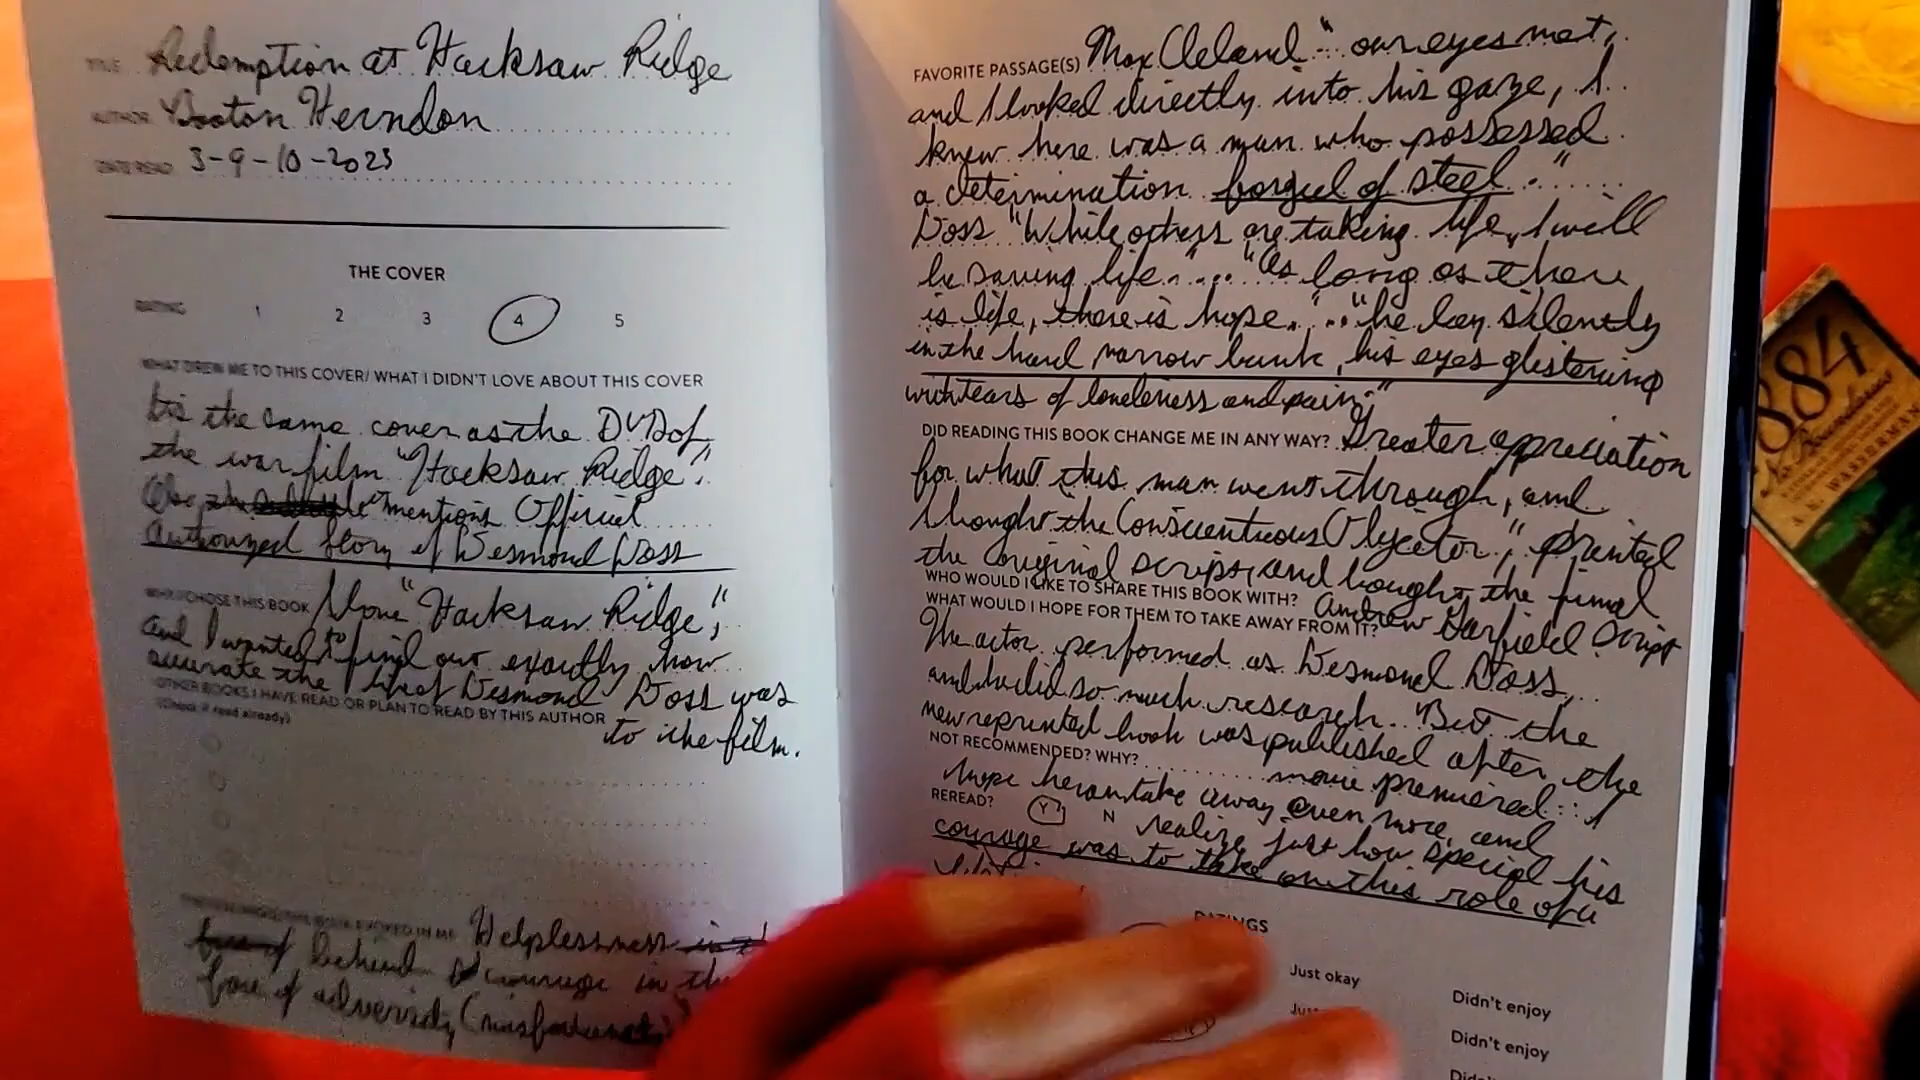 TITLE Redemption at Hacksaw Ridge
AUTHOR Booton Herndon
DATE READ 3-9-10-2023
THE COVER
RATING 1 2 3 4 5
WHAT DREW ME TO THIS COVER/ WHAT I DIDN'T LOVE ABOUT THIS COVER
It's the same cover as the DVD of
the war film "Hacksaw Ridge".
mentions Official
Authorized Story of Desmond Doss
WHY I CHOSE THIS BOOK I love "Hacksaw Ridge",
and I wanted to find out exactly how
accurate the life of Desmond Doss was
to the film.
OTHER BOOKS I HAVE READ OR PLAN TO READ BY THIS AUTHOR
(Check if read already)
EVOKED IN ME Helplessness
behind courage in the
face of adversity
FAVORITE PASSAGE(S) Max Cleland "our eyes met,
and I looked directly into his gaze, I
knew here was a man who possessed
a determination forged of steel."
Doss "While others are taking life, I will
be saving life."... "As long as there
is life, there is hope."..."he lay silently
in the hard narrow bunk, his eyes glistening
with tears of loneliness and pain."
DID READING THIS BOOK CHANGE ME IN ANY WAY? Greater appreciation
for what this man went through, and
I bought the Conscientious Objector," printed
the original script, and bought the final
script
WHO WOULD I LIKE TO SHARE THIS BOOK WITH? Andrew Garfield
WHAT WOULD I HOPE FOR THEM TO TAKE AWAY FROM IT?
The actor performed as Desmond Doss,
and he did so much research. But the
new reprinted book was published after the
movie premiered. I
NOT RECOMMENDED? WHY?
hope he can take away even more, and
REREAD? Y N
realize just how special his
courage was to take on this role of a
RATINGS
Just okay
Didn't enjoy
Didn't enjoy